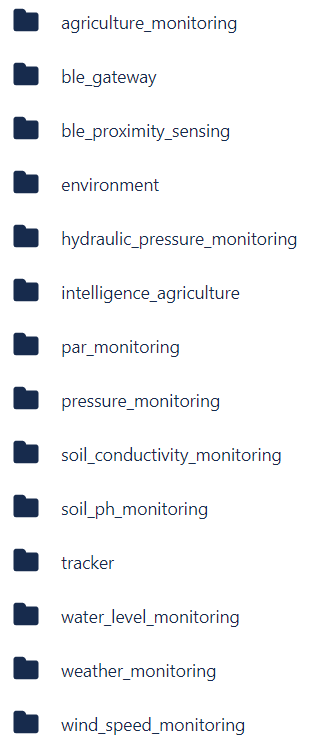 agriculture_monitoring
ble_gateway
ble_proximity_sensing
environment
hydraulic_pressure_monitoring
intelligence_agriculture
par_monitoring
pressure_monitoring
soil_conductivity_monitoring
soil_ph_monitoring
tracker
water_level_monitoring
weather_monitoring
wind_speed_monitoring